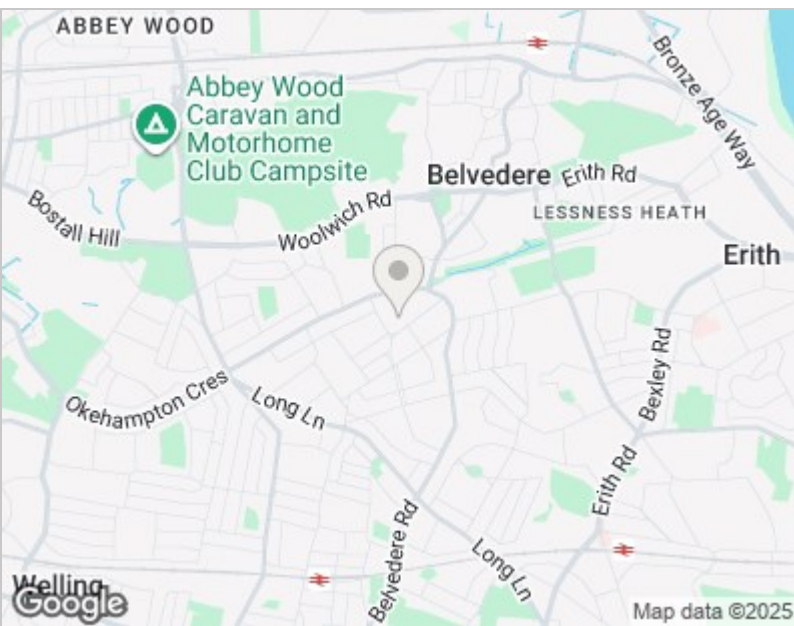 ABBEY WOOD
Abbey Wood
Caravan and
Motorhome
Club Campsite
Bronze Age Way
Belvedere
Erith Rd
Bostall Hill
Woolwich Rd
LESSNESS HEATH
Erith
Okehampton Cres
Long Ln
Bexley Rd
Erith Rd
Belvedere Rd
Long Ln
Welling
Google
Map data ©2025